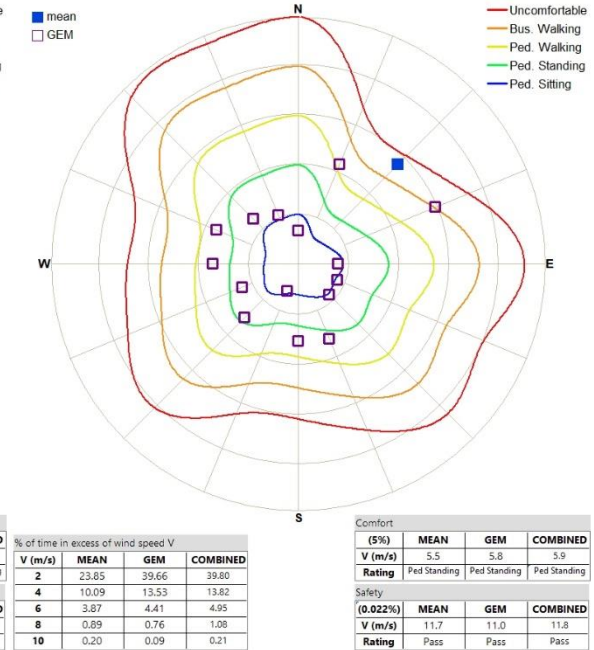 mean
GEM
Uncomfortable
Bus. Walking
Ped. Walking
Ped. Standing
Ped. Sitting
N
W
E
S
% of time in excess of wind speed V
V (m/s) MEAN GEM COMBINED
2 23.85 39.66 39.80
4 10.09 13.53 13.82
6 3.87 4.41 4.95
8 0.89 0.76 1.08
10 0.20 0.09 0.21
Comfort
(5%) MEAN GEM COMBINED
V (m/s) 5.5 5.8 5.9
Rating Ped Standing Ped Standing Ped Standing
Safety
(0.022%) MEAN GEM COMBINED
V (m/s) 11.7 11.0 11.8
Rating Pass Pass Pass